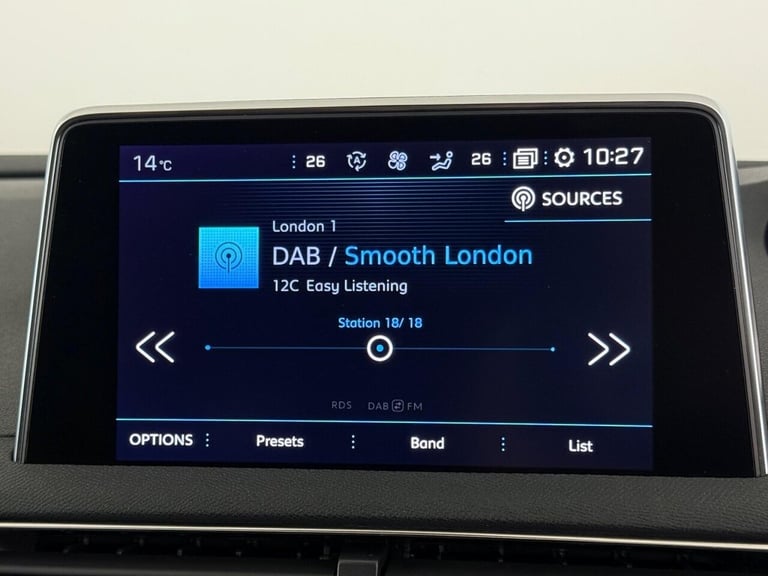 14°C 26 26 10:27
SOURCES
London 1
DAB / Smooth London
12C Easy Listening
Station 18/ 18
RDS DAB FM
OPTIONS Presets Band List